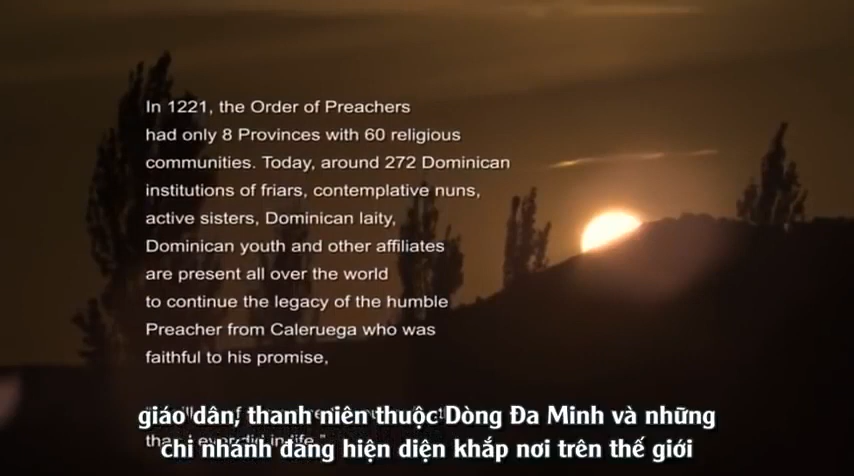 In 1221, the Order of Preachers
had only 8 Provinces with 60 religious
communities. Today, around 272 Dominican
institutions of friars, contemplative nuns,
active sisters, Dominican laity,
Dominican youth and other affiliates
are present all over the world
to continue the legacy of the humble
Preacher from Caleruega who was
faithful to his promise,
giáo dân, thanh niên thuộc Dòng Đa Minh và những
chi nhánh đang hiện diện khắp nơi trên thế giới
than in life."